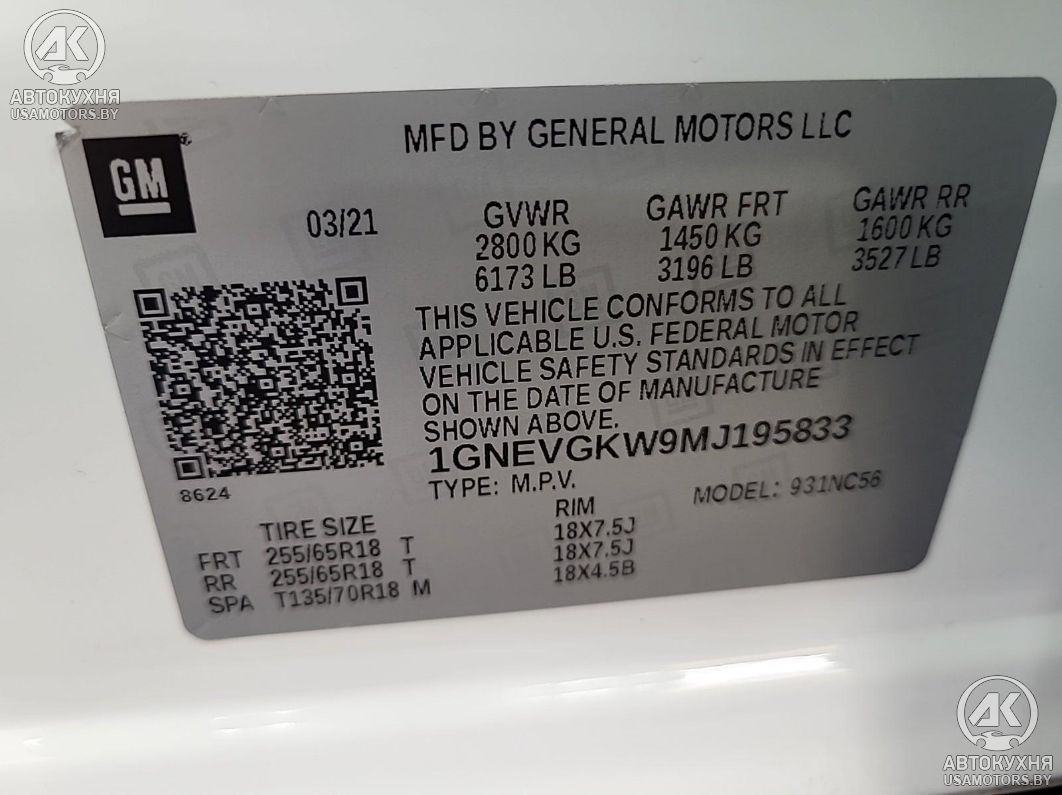 AK
АВТОКУХНЯ
USAMOTORS.BY
MFD BY GENERAL MOTORS LLC
GM
03/21
GVWR GAWR FRT GAWR RR
2800 KG 1450 KG 1600 KG
6173 LB 3196 LB 3527 LB
THIS VEHICLE CONFORMS TO ALL
APPLICABLE U.S. FEDERAL MOTOR
VEHICLE SAFETY STANDARDS IN EFFECT
ON THE DATE OF MANUFACTURE
SHOWN ABOVE.
1GNEVGKW9MJ195833
8624
TYPE: M.P.V. MODEL: 931NC56
TIRE SIZE RIM
FRT 255/65R18 T 18X7.5J
RR 255/65R18 T 18X7.5J
SPA T135/70R18 M 18X4.5B
AK
АВТОКУХНЯ
USAMOTORS.BY